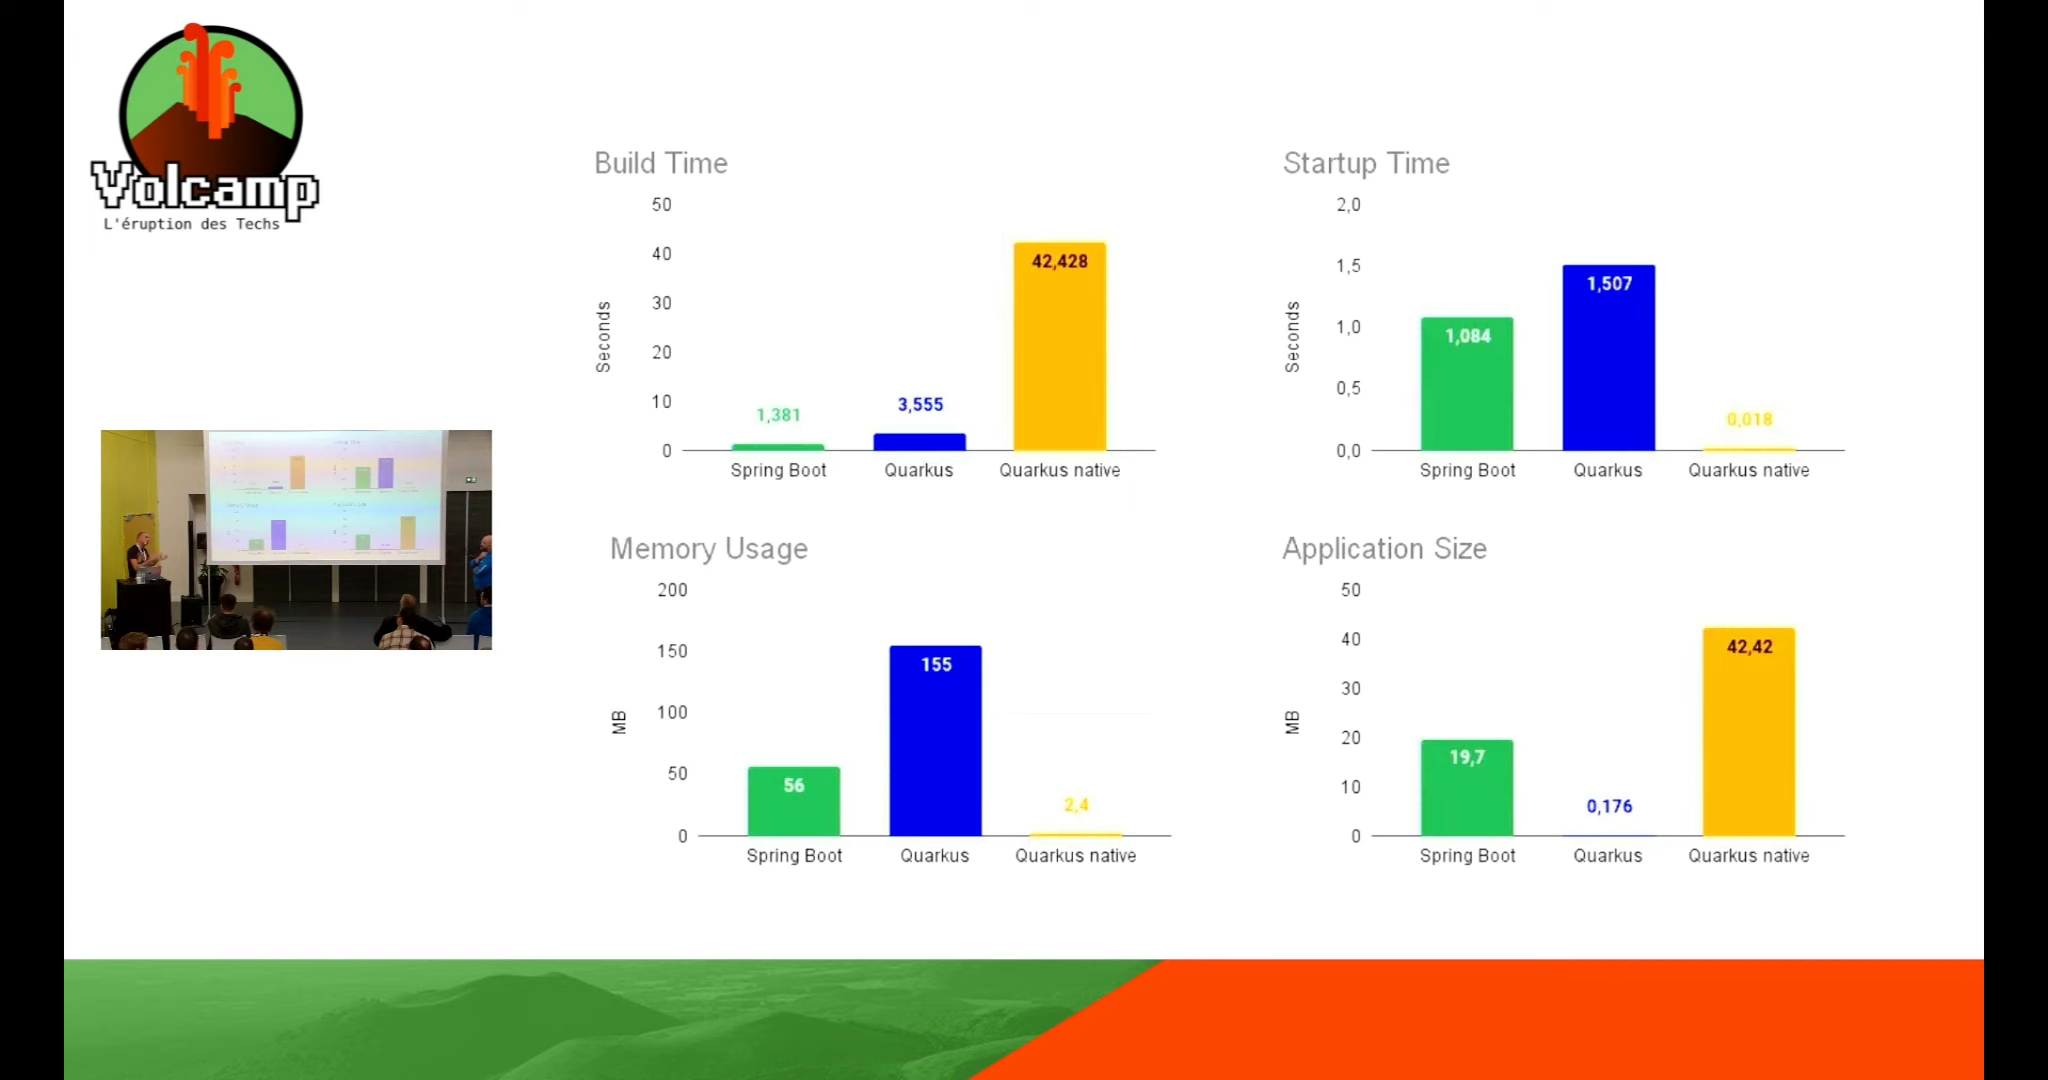 Volcamp
L'éruption des Techs
Build Time
50
40
30
20
10
0
Seconds
1,381
3,555
42,428
Spring Boot
Quarkus
Quarkus native
Startup Time
2,0
1,5
1,0
0,5
0,0
Seconds
1,084
1,507
0,018
Spring Boot
Quarkus
Quarkus native
Memory Usage
200
150
100
50
0
MB
56
155
2,4
Spring Boot
Quarkus
Quarkus native
Application Size
50
40
30
20
10
0
MB
19,7
0,176
42,42
Spring Boot
Quarkus
Quarkus native